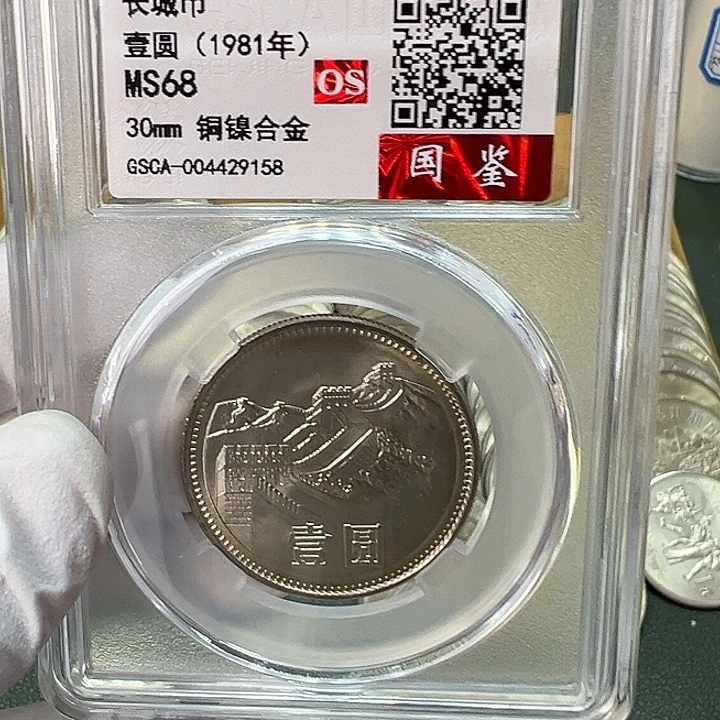 长城币
壹圆（1981年）
MS68
OS
30mm 铜镍合金
GSCA-004429158
国鉴
壹圆